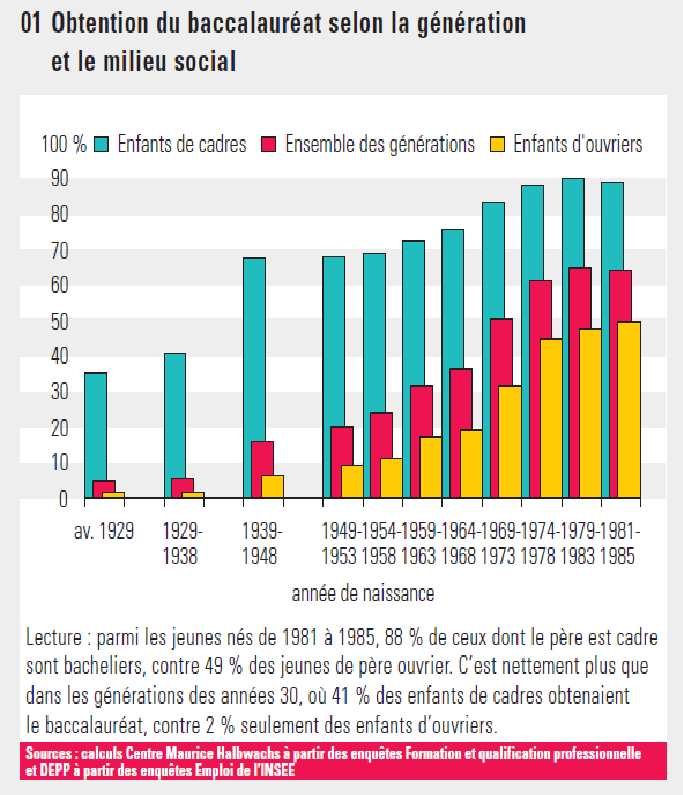 01 Obtention du baccalauréat selon la génération
et le milieu social
100 % Enfants de cadres Ensemble des générations Enfants d'ouvriers
90
80
70
60
50
40
30
20
10
0
av. 1929 1929- 1939- 1949-1954-1959-1964-1969-1974-1979-1981-
1938 1948 1953 1958 1963 1968 1973 1978 1983 1985
année de naissance
Lecture : parmi les jeunes nés de 1981 à 1985, 88 % de ceux dont le père est cadre
sont bacheliers, contre 49 % des jeunes de père ouvrier. C'est nettement plus que
dans les générations des années 30, où 41 % des enfants de cadres obtenaient
le baccalauréat, contre 2 % seulement des enfants d'ouvriers.
Sources : calculs Centre Maurice Halbwachs à partir des enquêtes Formation et qualification professionnelle
et DEPP à partir des enquêtes Emploi de l'INSEE